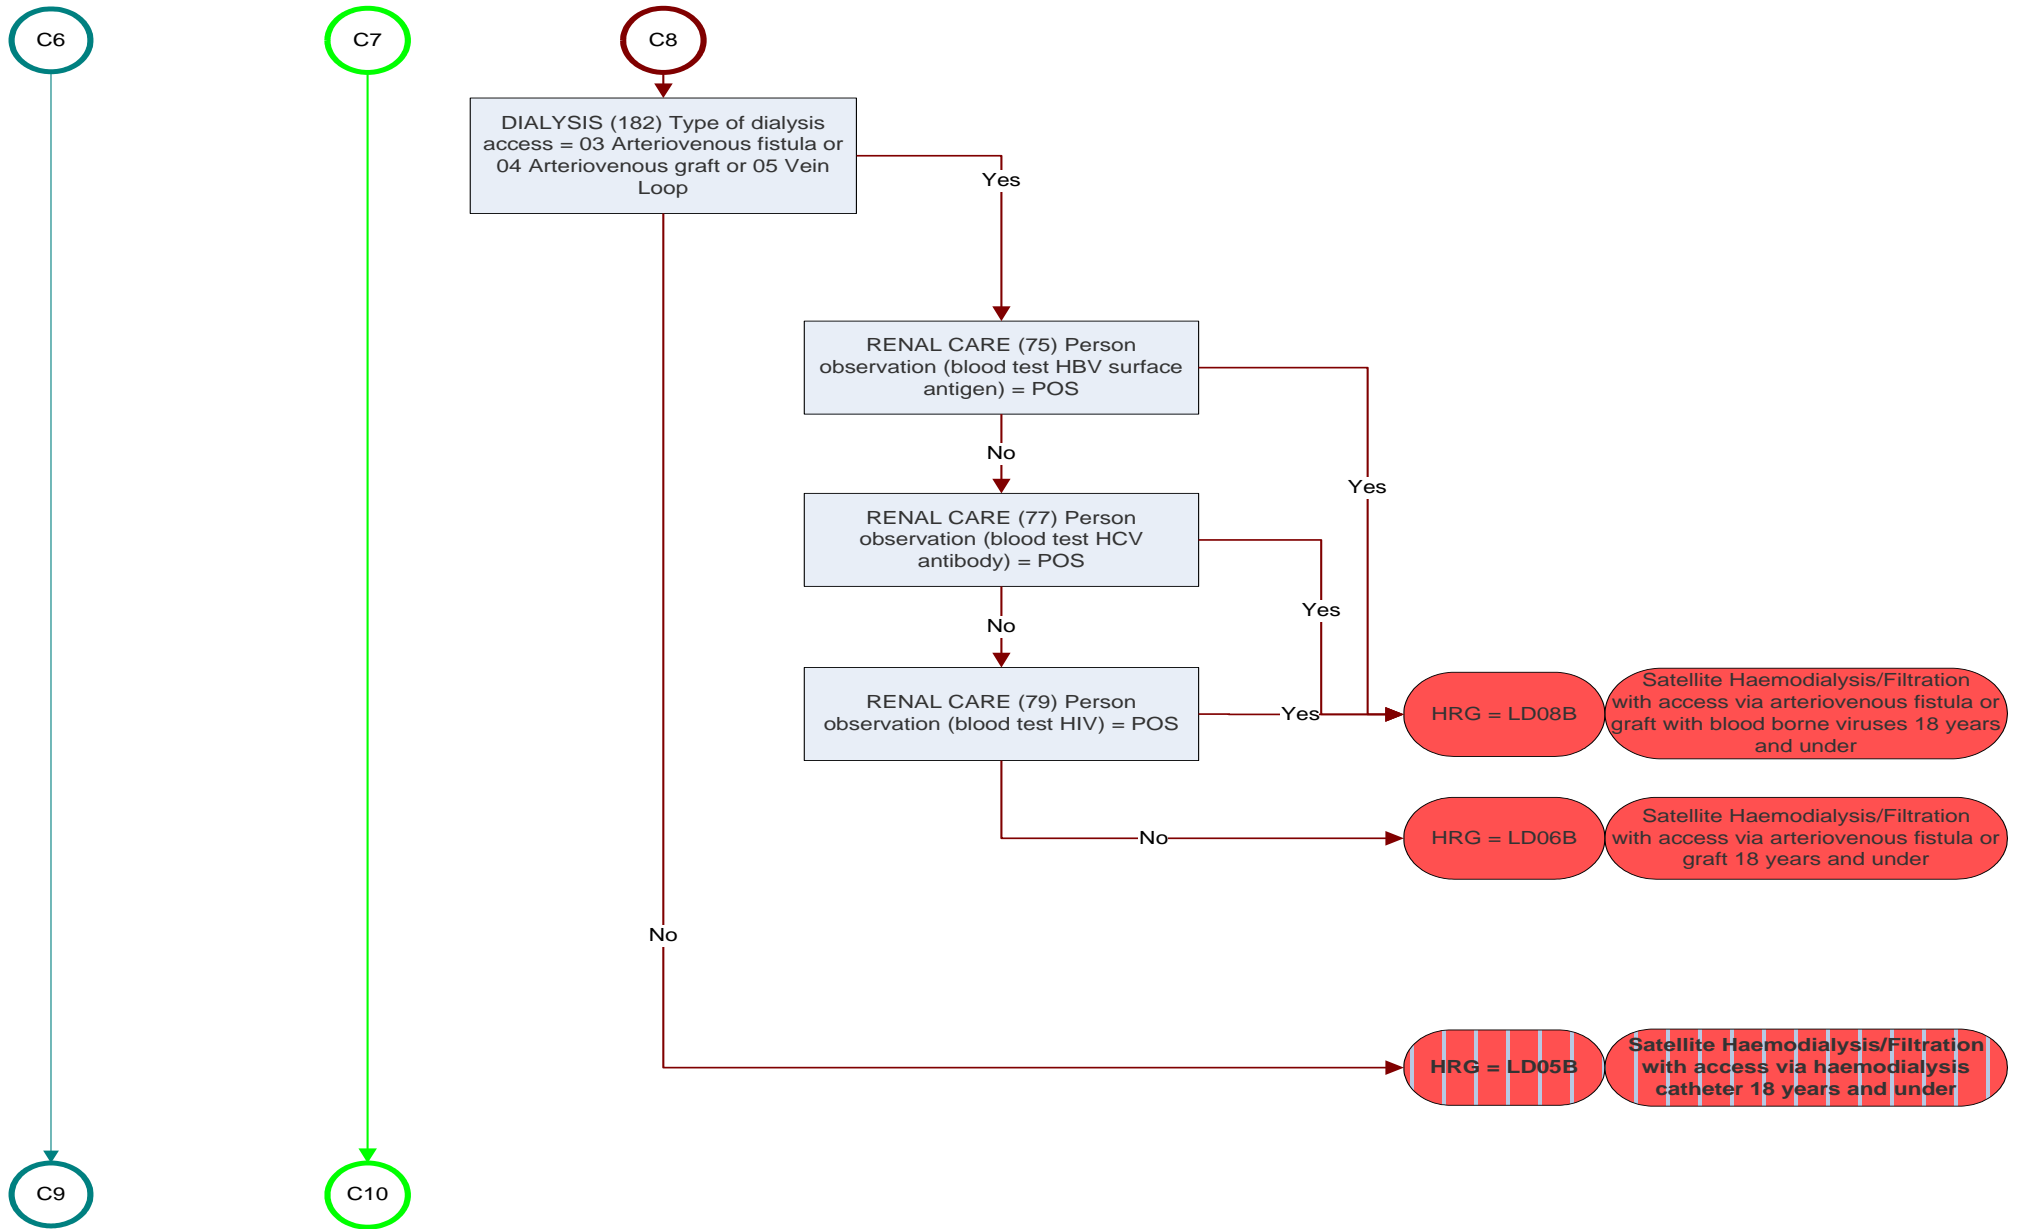 C6
C7
C8
DIALYSIS (182) Type of dialysis
access = 03 Arteriovenous fistula or
04 Arteriovenous graft or 05 Vein
Loop
Yes
RENAL CARE (75) Person
observation (blood test HBV surface
antigen) = POS
No
Yes
RENAL CARE (77) Person
observation (blood test HCV
antibody) = POS
Yes
No
RENAL CARE (79) Person
observation (blood test HIV) = POS
Yes
HRG = LD08B
Satellite Haemodialysis/Filtration
with access via arteriovenous fistula or
graft with blood borne viruses 18 years
and under
No
HRG = LD06B
Satellite Haemodialysis/Filtration
with access via arteriovenous fistula or
graft 18 years and under
No
HRG = LD05B
Satellite Haemodialysis/Filtration
with access via haemodialysis
catheter 18 years and under
C9
C10